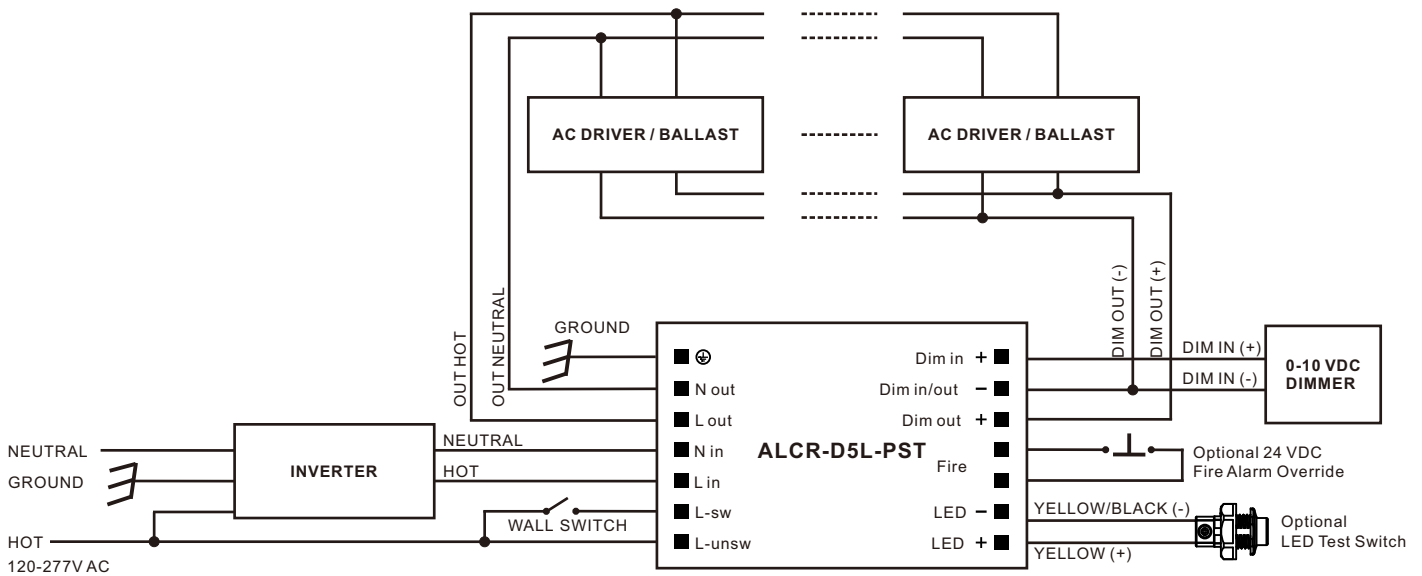 AC DRIVER / BALLAST
AC DRIVER / BALLAST
OUT HOT
OUT NEUTRAL
DIM OUT (-)
DIM OUT (+)
GROUND
N out
L out
N in
L in
L-sw
L-unsw
ALCR-D5L-PST
Dim in +
Dim in/out −
Dim out +
Fire
LED −
LED +
DIM IN (+)
DIM IN (-)
0-10 VDC
DIMMER
NEUTRAL
GROUND
HOT
120-277V AC
INVERTER
NEUTRAL
HOT
WALL SWITCH
Optional 24 VDC
Fire Alarm Override
YELLOW/BLACK (-)
YELLOW (+)
Optional
LED Test Switch